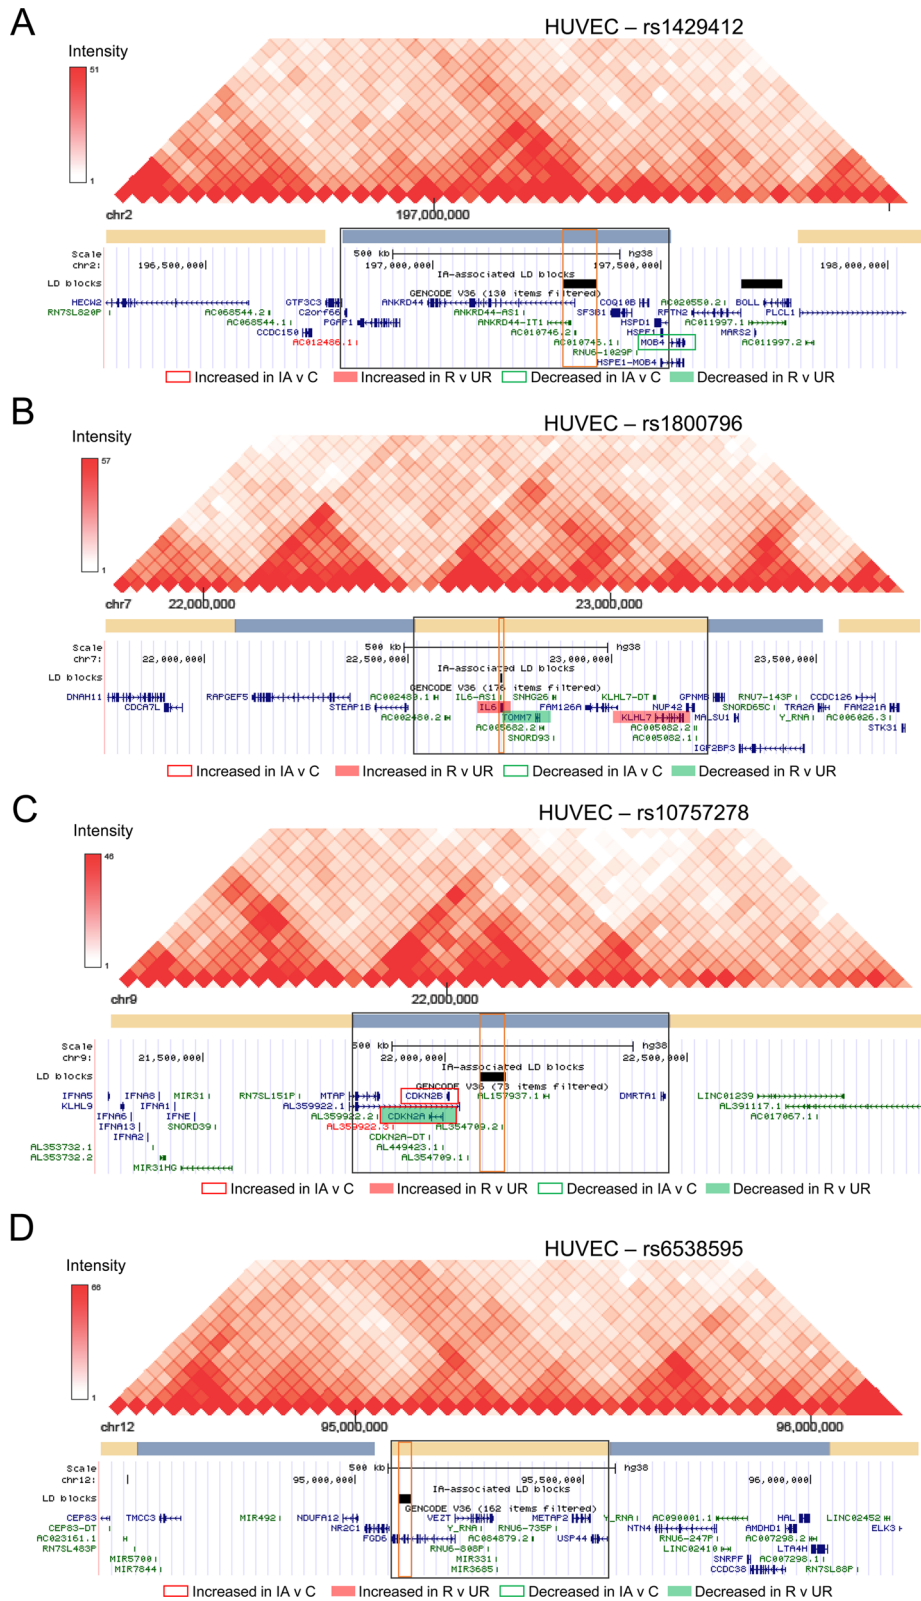 A
HUVEC – rs1429412
Intensity
51
1
chr2
197,000,000
Scale
500 kb
hg38
chr2:
196,500,000
197,000,000
197,500,000
198,000,000
IA-associated LD blocks
LD blocks
GENCODE V36 (130 items filtered)
HECW2 GTF3C3 ANKRD44 COQ10B AC020550.2 BOLL
RN7SL820P AC068544.2 C2orf66 ANKRD44-AS1 SF3B1 RFTN2 PLCL1
AC068544.1 PGAP1 ANKRD44-IT1 HSPD1 AC011997.1
CCDC150 AC010746.2 HSPE1 MARS2
AC012486.1 AC010746.1 MOB4 AC011997.2
RNU6-1029P
HSPE1-MOB4
Increased in IA v C Increased in R v UR Decreased in IA v C Decreased in R v UR
B
HUVEC – rs1800796
Intensity
57
1
chr7
22,000,000
23,000,000
Scale
500 kb
hg38
chr7:
22,000,000
22,500,000
23,000,000
23,500,000
IA-associated LD blocks
LD blocks
GENCODE V36 (176 items filtered)
DNAH11 RAPGEF5 AC002480.1 IL6-AS1 SNHG26 KLHL7-DT GPNMB RNU7-143P CCDC126
CDCA7L STEAP1B IL6 FAM126A NUP42 SNORD65C TRA2A FAM221A
AC002480.2 TOMM7 KLHL7 MALSU1 Y_RNA AC006026.3
AC005682.2 AC005082.2 STK31
SNORD93 AC005082.1
IGF2BP3
Increased in IA v C Increased in R v UR Decreased in IA v C Decreased in R v UR
C
HUVEC – rs10757278
Intensity
46
1
chr9
22,000,000
Scale
500 kb
hg38
chr9:
21,500,000
22,000,000
22,500,000
IA-associated LD blocks
LD blocks
GENCODE V36 (73 items filtered)
IFNA5 IFNA8 MIR31 RN7SL151P MTAP CDKN2B AL157937.1 DMRTA1 LINC01239
KLHL9 IFNA1 AL359922.1 AL391117.1
IFNA6 IFNE AL359922.2 CDKN2A AC017067.1
IFNA13 SNORD39 AL359922.3 AL354709.2
IFNA2 CDKN2A-DT
AL353732.1 AL449423.1
AL353732.2 AL354709.1
MIR31HG
Increased in IA v C Increased in R v UR Decreased in IA v C Decreased in R v UR
D
HUVEC – rs6538595
Intensity
66
1
chr12
95,000,000
96,000,000
Scale
500 kb
hg38
chr12:
95,000,000
95,500,000
96,000,000
IA-associated LD blocks
LD blocks
GENCODE V36 (162 items filtered)
CEP83 TMCC3 MIR492 NDUFA12 VEZT METAP2 Y_RNA AC090001.1 HAL LINC02452
CEP83-DT NR2C1 Y_RNA RNU6-735P NTN4 AMDHD1 ELK3
AC023161.1 FGD6 AC084879.2 USP44 RNU6-247P AC007298.2
RN7SL483P RNU6-808P LINC02410 LTA4H
MIR5700 MIR331 SNRPF AC007298.1
MIR7844 MIR3685 CCDC38 RN7SL88P
Increased in IA v C Increased in R v UR Decreased in IA v C Decreased in R v UR